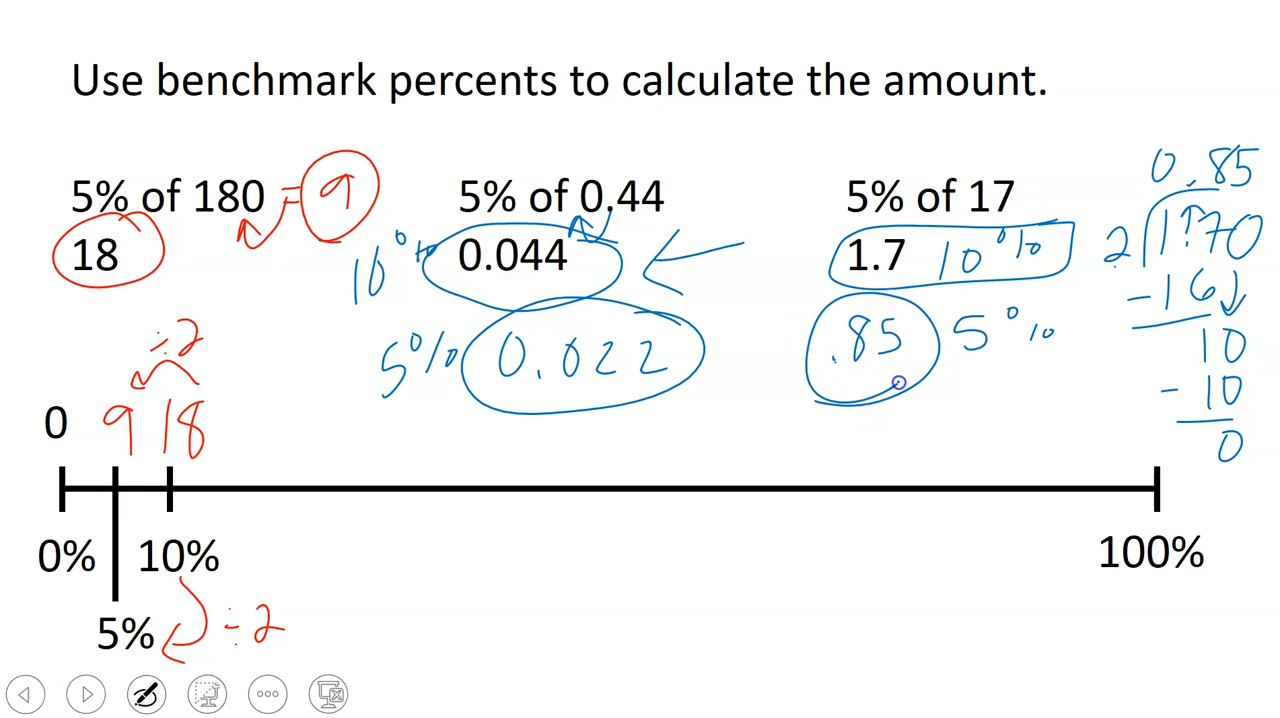 Use benchmark percents to calculate the amount.
5% of 180 = 9
18
÷2
0 9 18
0% 10% 100%
5% ÷2
5% of 0.44
10% 0.044
5% 0.022
5% of 17
1.7 10%
.85 5%
0.85
2 1.70
-16
10
-10
0